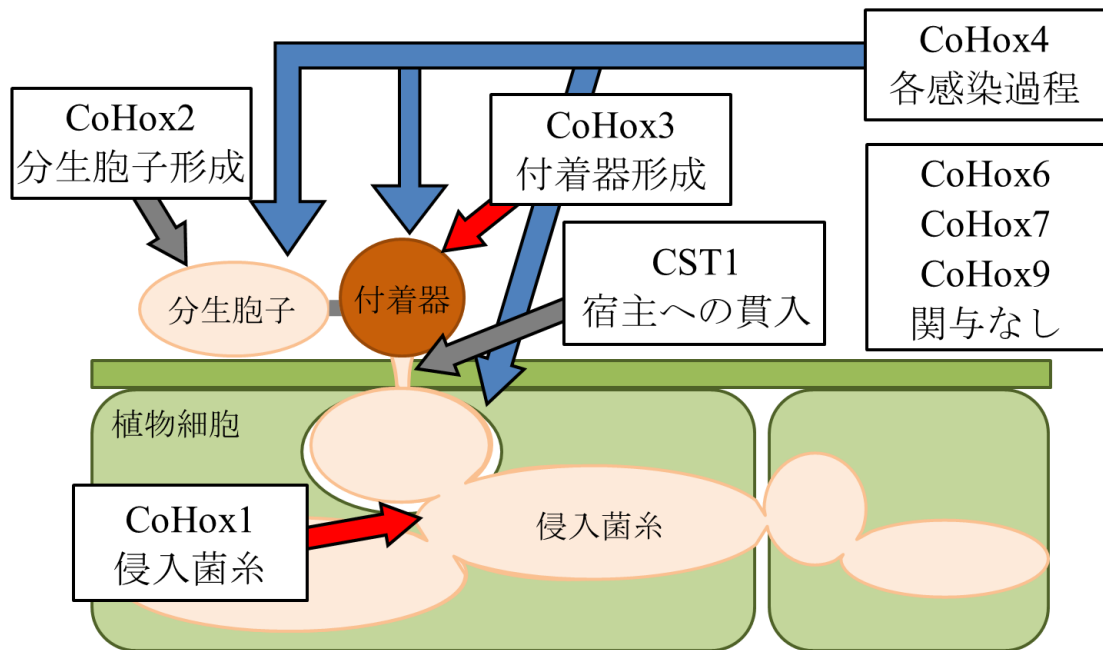 CoHox4
各感染過程
CoHox2
分生胞子形成
CoHox3
付着器形成
CoHox6
CoHox7
CoHox9
関与なし
CST1
宿主への貫入
分生胞子
付着器
植物細胞
CoHox1
侵入菌糸
侵入菌糸